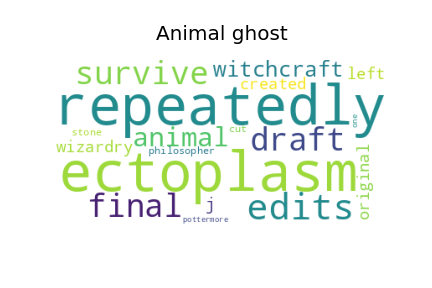 Animal ghost
survive witchcraft left
created
repeatedly
stone animal cut draft one
wizardry philosopher
ectoplasm original
final j edits
pottermore